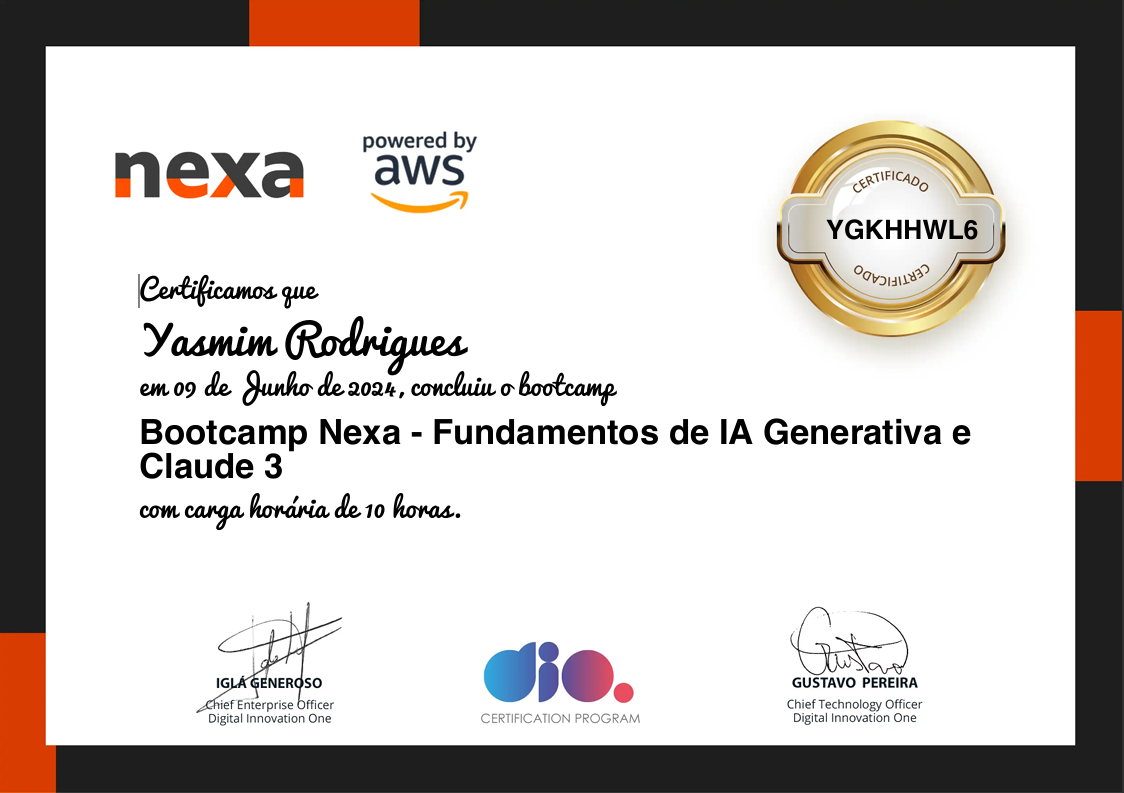 nexa
powered by
aws
CERTIFICADO
YGKHHWL6
CERTIFICADO
Certificamos que
Yasmim Rodrigues
em 09 de Junho de 2024, concluiu o bootcamp
Bootcamp Nexa - Fundamentos de IA Generativa e
Claude 3
com carga horária de 10 horas.
IGLÁ GENEROSO
Chief Enterprise Officer
Digital Innovation One
dio.
CERTIFICATION PROGRAM
Gustavo
GUSTAVO PEREIRA
Chief Technology Officer
Digital Innovation One